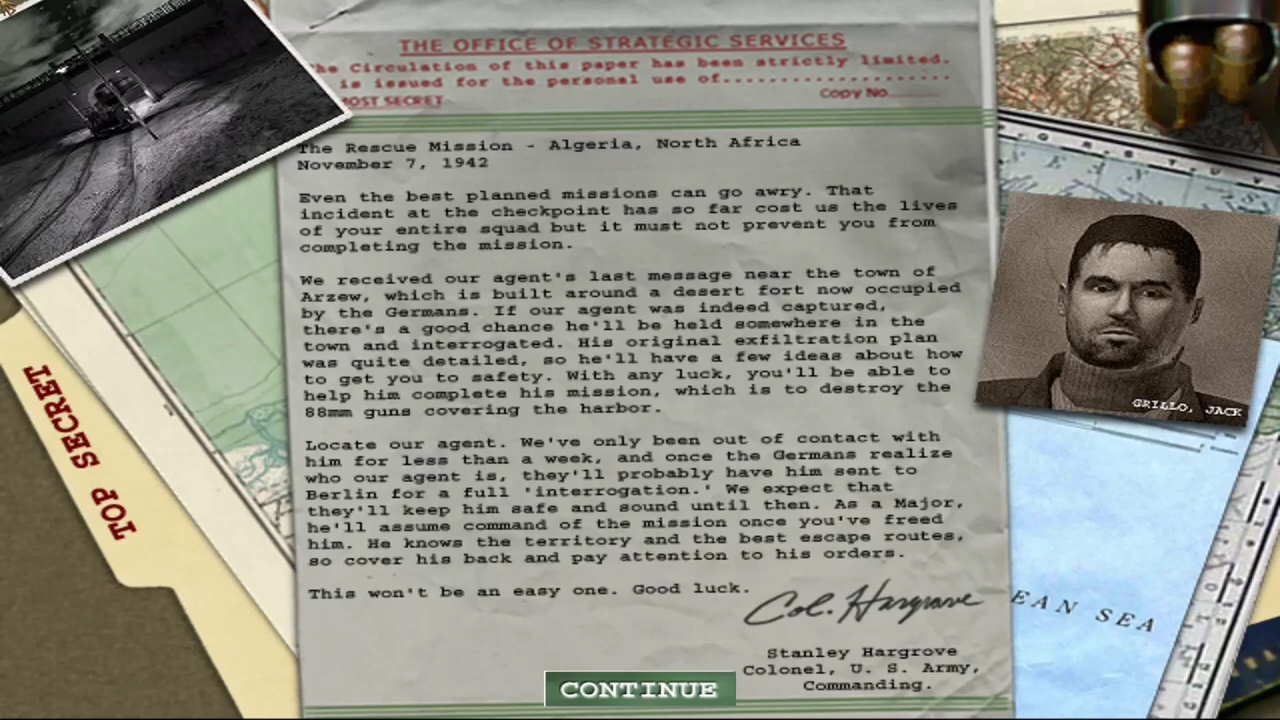 THE OFFICE OF STRATEGIC SERVICES
he Circulation of this paper has been strictly limited.
is issued for the personal use of.....................
MOST SECRET
Copy No.........
The Rescue Mission - Algeria, North Africa
November 7, 1942
Even the best planned missions can go awry. That
incident at the checkpoint has so far cost us the lives
of your entire squad but it must not prevent you from
completing the mission.
We received our agent's last message near the town of
Arzew, which is built around a desert fort now occupied
by the Germans. If our agent was indeed captured,
there's a good chance he'll be held somewhere in the
town and interrogated. His original exfiltration plan
was quite detailed, so he'll have a few ideas about how
to get you to safety. With any luck, you'll be able to
help him complete his mission, which is to destroy the
88mm guns covering the harbor.
Locate our agent. We've only been out of contact with
him for less than a week, and once the Germans realize
who our agent is, they'll probably have him sent to
Berlin for a full 'interrogation.' We expect that
they'll keep him safe and sound until then. As a Major,
he'll assume command of the mission once you've freed
him. He knows the territory and the best escape routes,
so cover his back and pay attention to his orders.
This won't be an easy one. Good luck.
Col. Hargrove
Stanley Hargrove
Colonel, U. S. Army,
Commanding.
CONTINUE
TOP SECRET
GRILLO, JACK
EAN SEA